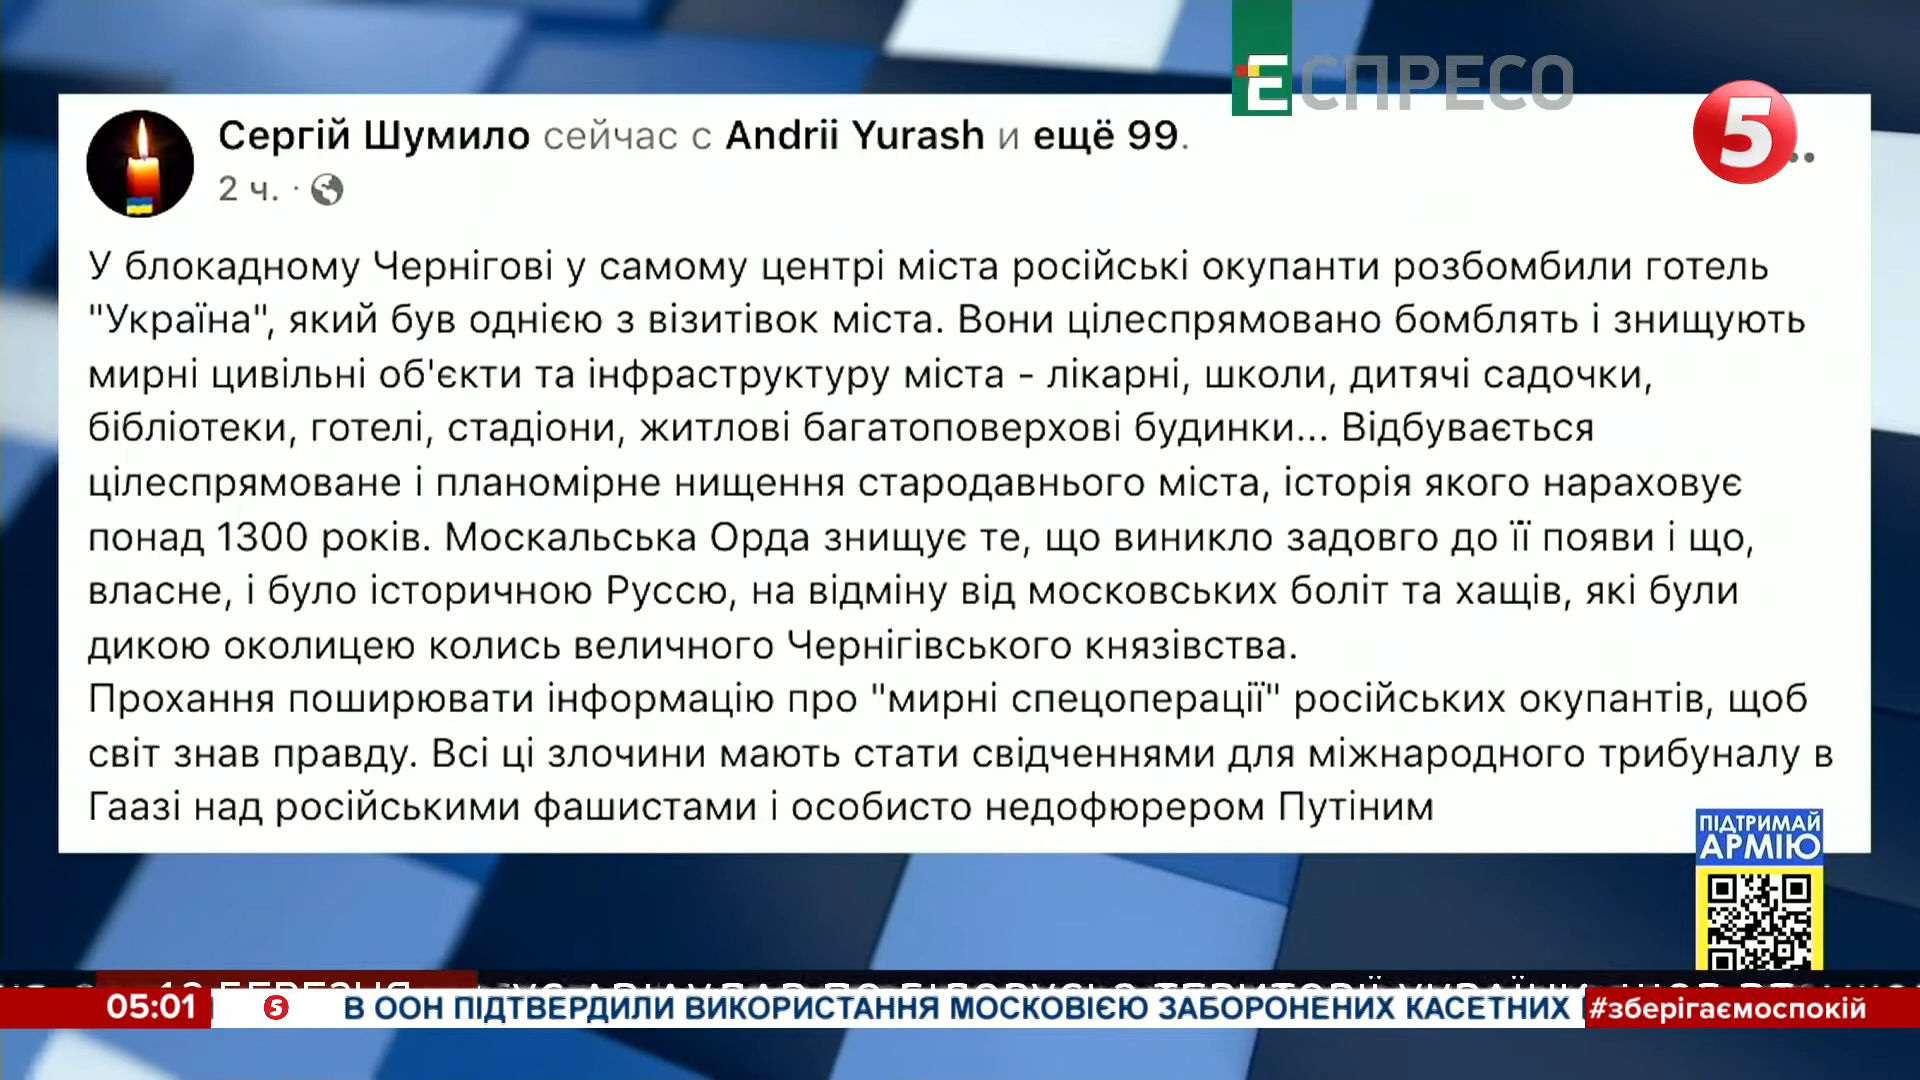 ЕСПРЕСО
5
Сергій Шумило сейчас с Andrii Yurash и ещё 99.
2 ч. ·
У блокадному Чернігові у самому центрі міста російські окупанти розбомбили готель
"Україна", який був однією з візитівок міста. Вони цілеспрямовано бомблять і знищують
мирні цивільні об'єкти та інфраструктуру міста - лікарні, школи, дитячі садочки,
бібліотеки, готелі, стадіони, житлові багатоповерхові будинки... Відбувається
цілеспрямоване і планомірне нищення стародавнього міста, історія якого нараховує
понад 1300 років. Москальська Орда знищує те, що виникло задовго до її появи і що,
власне, і було історичною Руссю, на відміну від московських боліт та хащів, які були
дикою околицею колись величного Чернігівського князівства.
Прохання поширювати інформацію про "мирні спецоперації" російських окупантів, щоб
світ знав правду. Всі ці злочини мають стати свідченнями для міжнародного трибуналу в
Гаазі над російськими фашистами і особисто недофюрером Путіним
ПІДТРИМАЙ
АРМІЮ
05:01 5 В ООН ПІДТВЕРДИЛИ ВИКОРИСТАННЯ МОСКОВІЄЮ ЗАБОРОНЕНИХ КАСЕТНИХ #зберігаємоспокій